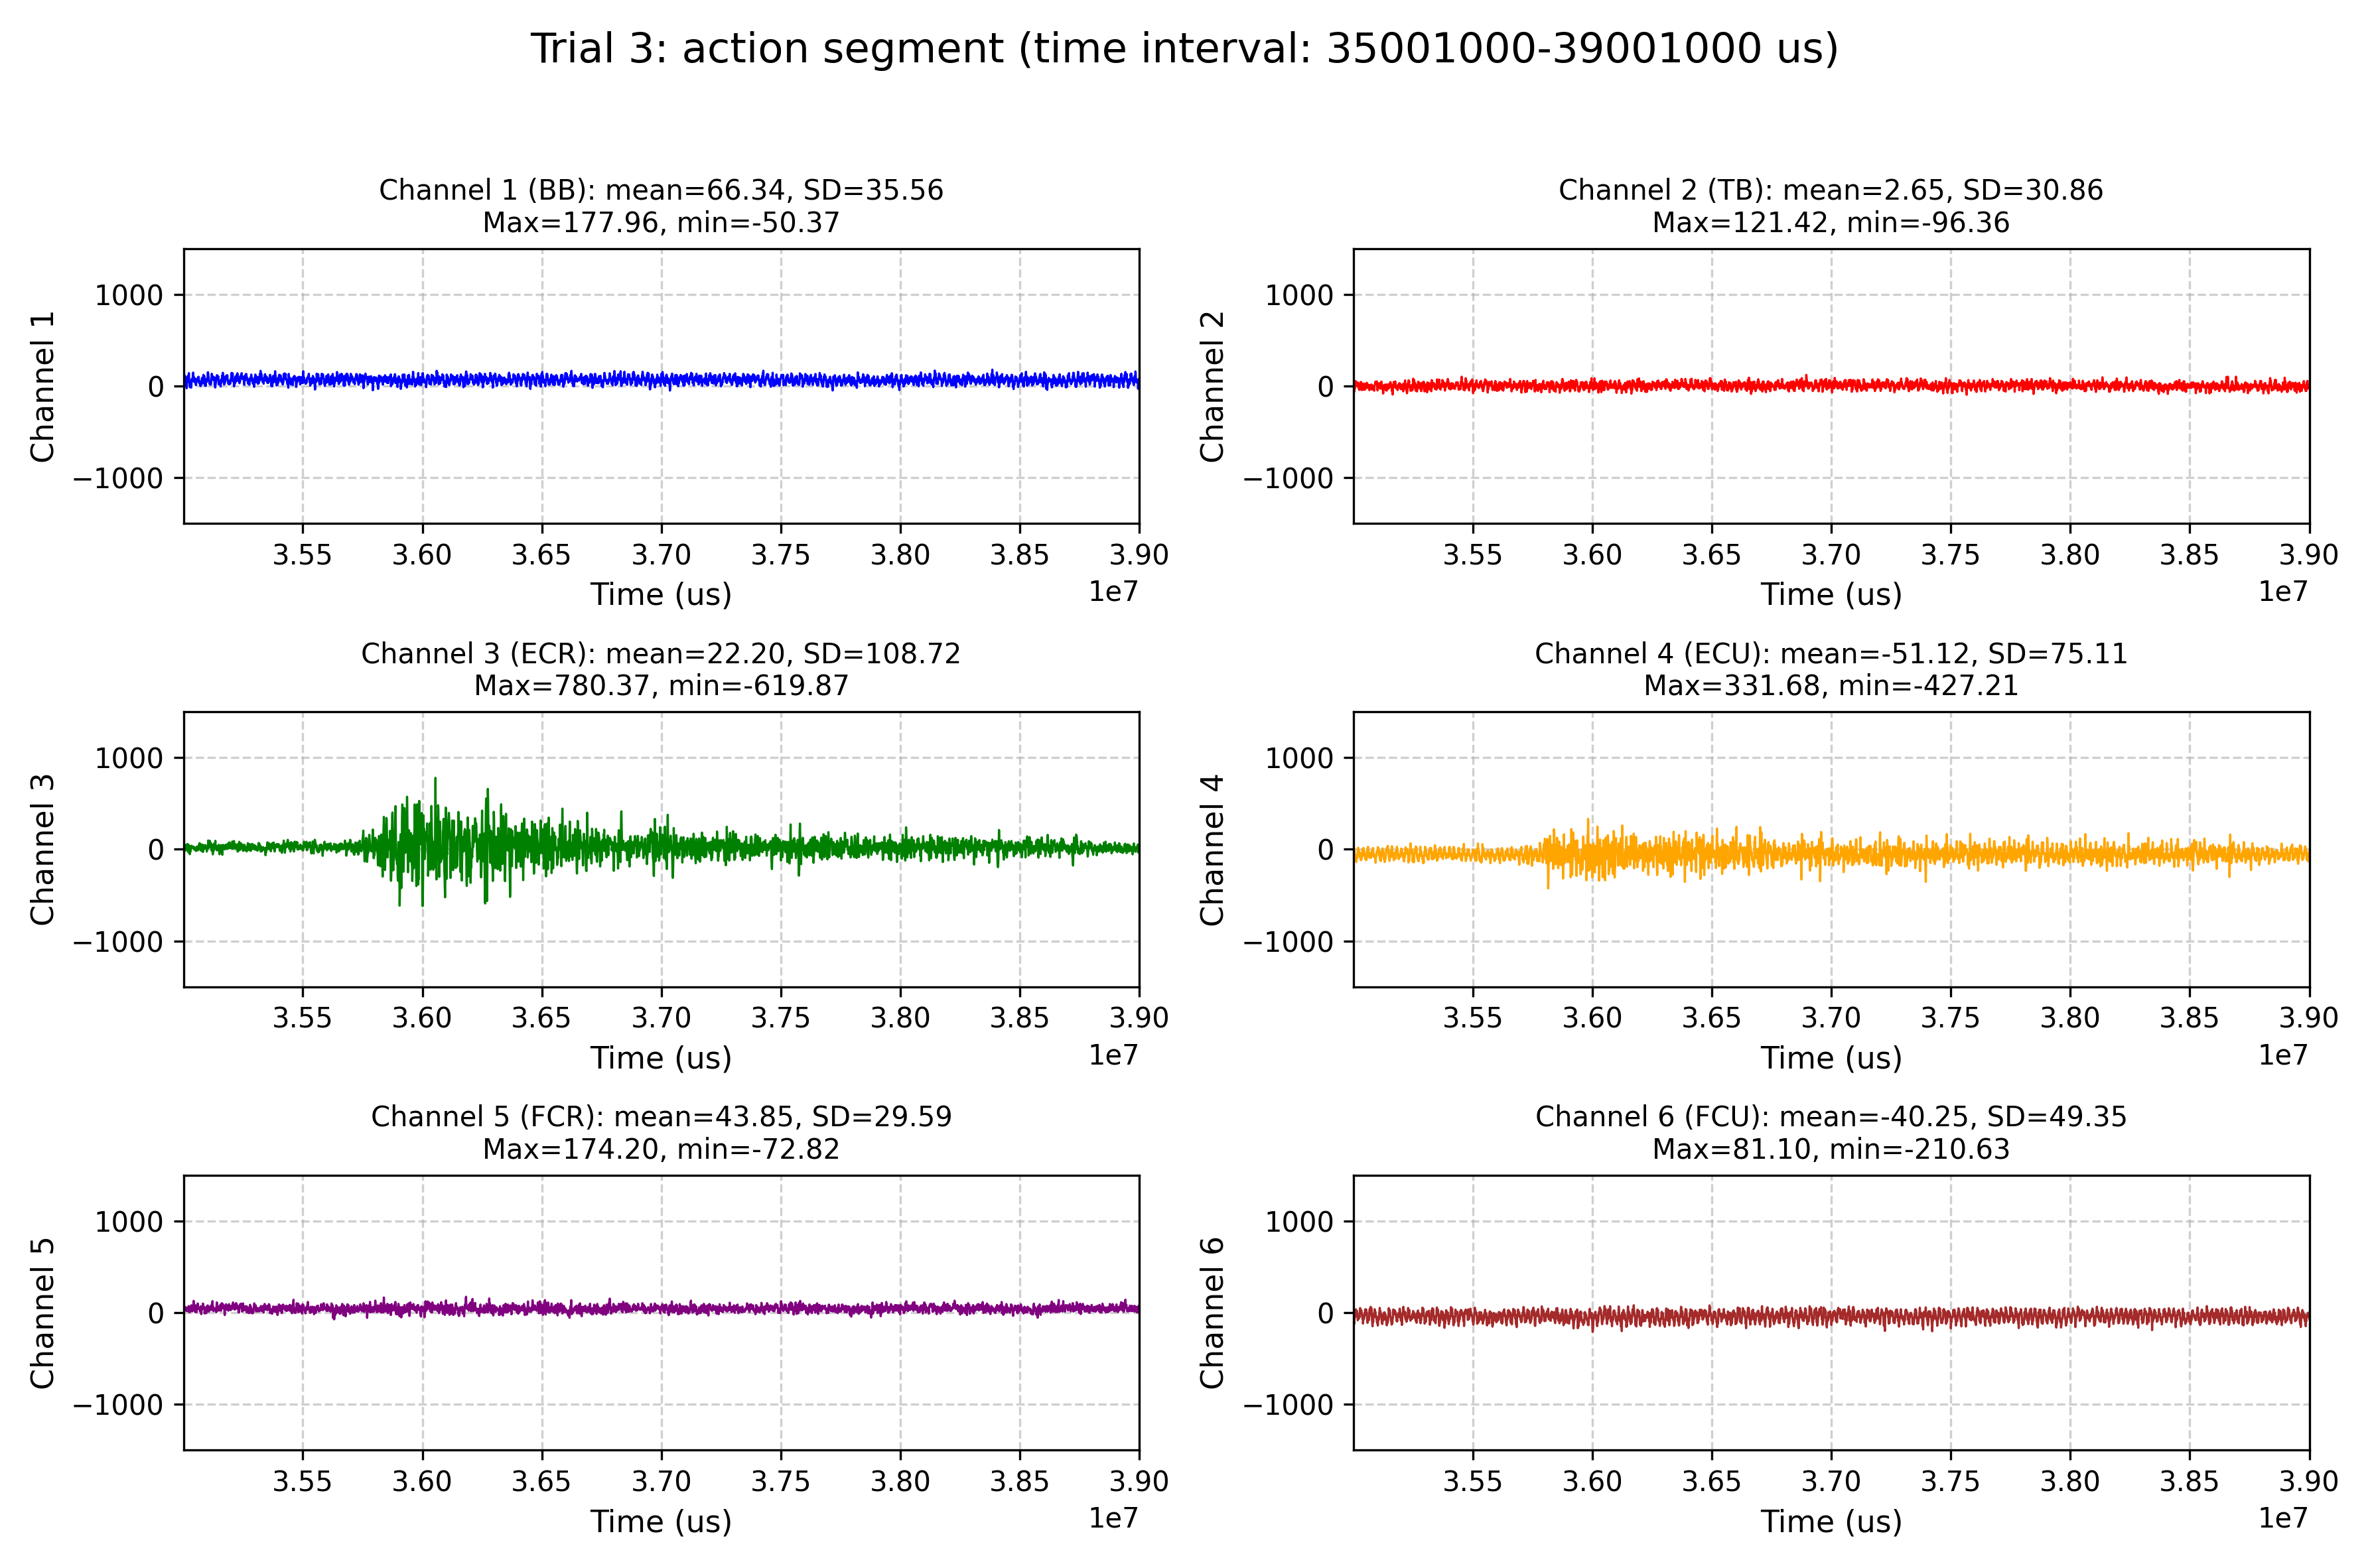 Trial 3: action segment (time interval: 35001000-39001000 us)
Channel 1 (BB): mean=66.34, SD=35.56
Max=177.96, min=-50.37
Channel 1
1000
0
−1000
3.55 3.60 3.65 3.70 3.75 3.80 3.85 3.90
Time (us)
1e7
Channel 2 (TB): mean=2.65, SD=30.86
Max=121.42, min=-96.36
Channel 2
1000
0
−1000
3.55 3.60 3.65 3.70 3.75 3.80 3.85 3.90
Time (us)
1e7
Channel 3 (ECR): mean=22.20, SD=108.72
Max=780.37, min=-619.87
Channel 3
1000
0
−1000
3.55 3.60 3.65 3.70 3.75 3.80 3.85 3.90
Time (us)
1e7
Channel 4 (ECU): mean=-51.12, SD=75.11
Max=331.68, min=-427.21
Channel 4
1000
0
−1000
3.55 3.60 3.65 3.70 3.75 3.80 3.85 3.90
Time (us)
1e7
Channel 5 (FCR): mean=43.85, SD=29.59
Max=174.20, min=-72.82
Channel 5
1000
0
−1000
3.55 3.60 3.65 3.70 3.75 3.80 3.85 3.90
Time (us)
1e7
Channel 6 (FCU): mean=-40.25, SD=49.35
Max=81.10, min=-210.63
Channel 6
1000
0
−1000
3.55 3.60 3.65 3.70 3.75 3.80 3.85 3.90
Time (us)
1e7